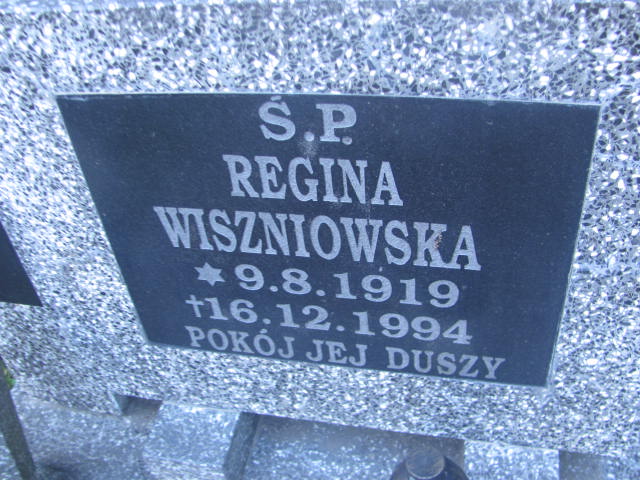 Ś.P.
REGINA
WISZNIOWSKA
✶9.8.1919
†16.12.1994
POKÓJ JEJ DUSZY